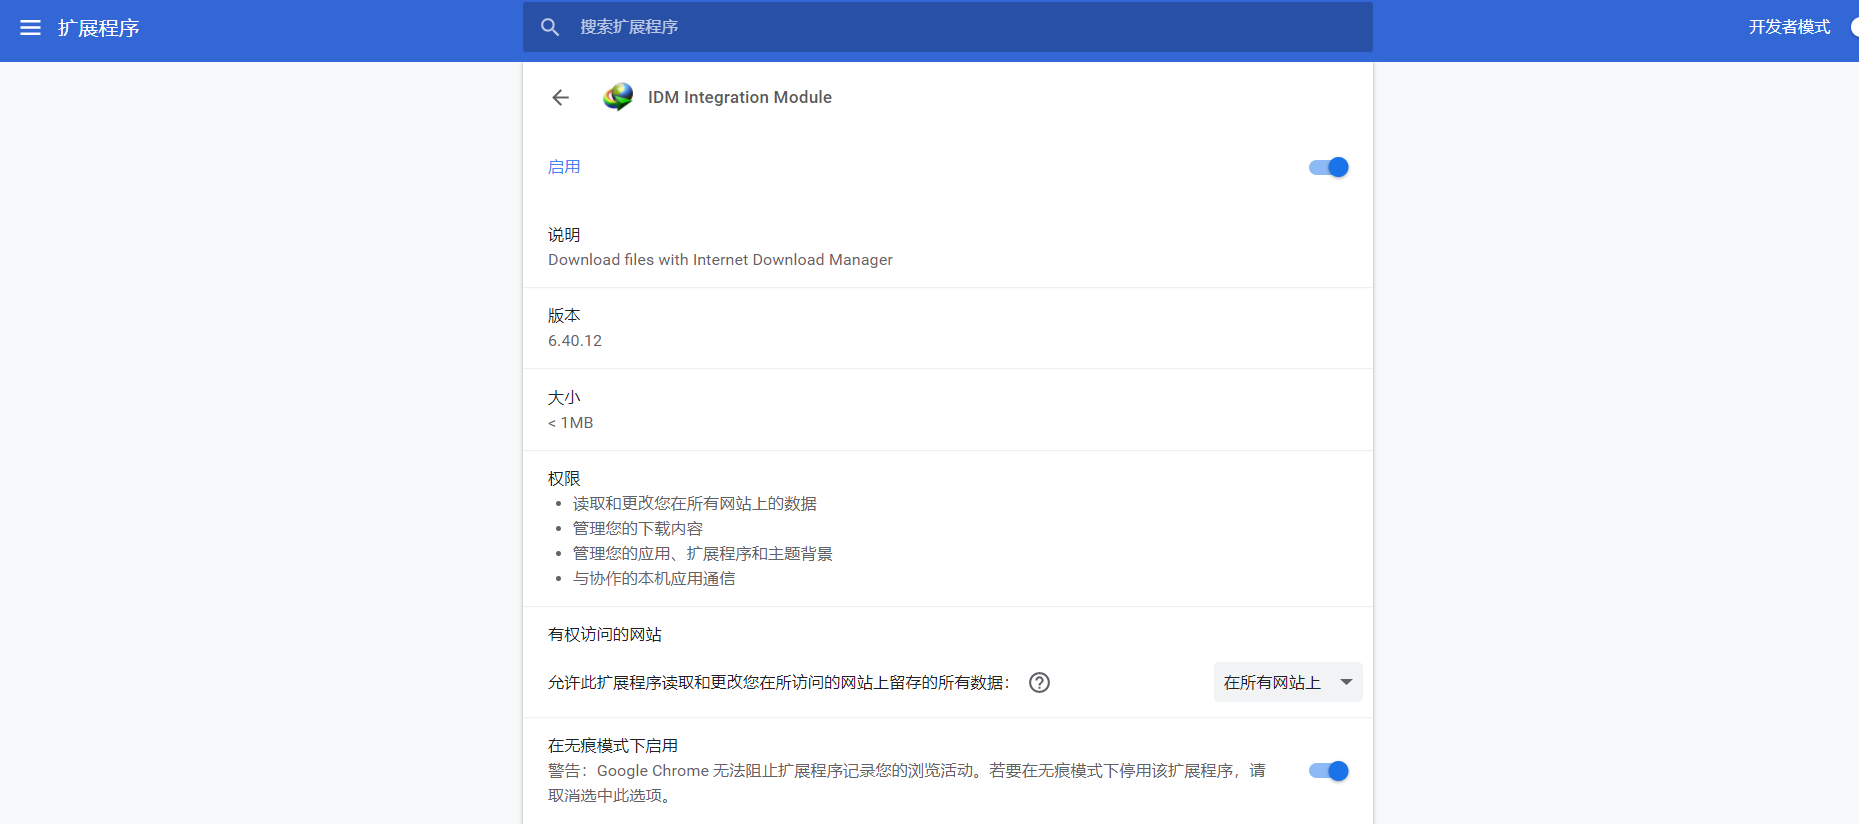 扩展程序
搜索扩展程序
开发者模式
IDM Integration Module
启用
说明
Download files with Internet Download Manager
版本
6.40.12
大小
< 1MB
权限
• 读取和更改您在所有网站上的数据
• 管理您的下载内容
• 管理您的应用、扩展程序和主题背景
• 与协作的本机应用通信
有权访问的网站
允许此扩展程序读取和更改您在所访问的网站上留存的所有数据：
在所有网站上
在无痕模式下启用
警告：Google Chrome 无法阻止扩展程序记录您的浏览活动。若要在无痕模式下停用该扩展程序，请
取消选中此选项。